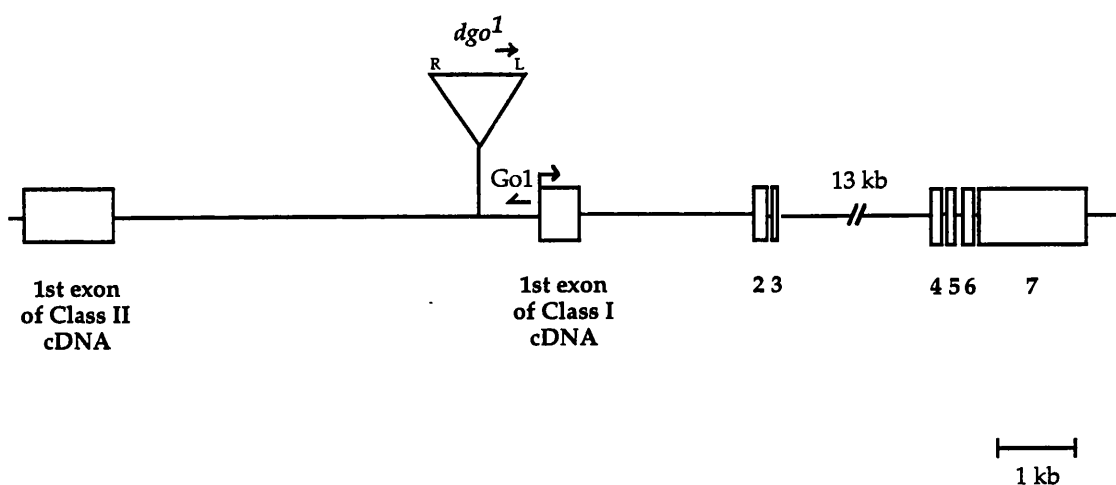 dgo1
R L
Go1
13 kb
1st exon
of Class II
cDNA
1st exon
of Class I
cDNA
2 3
4 5 6
7
1 kb